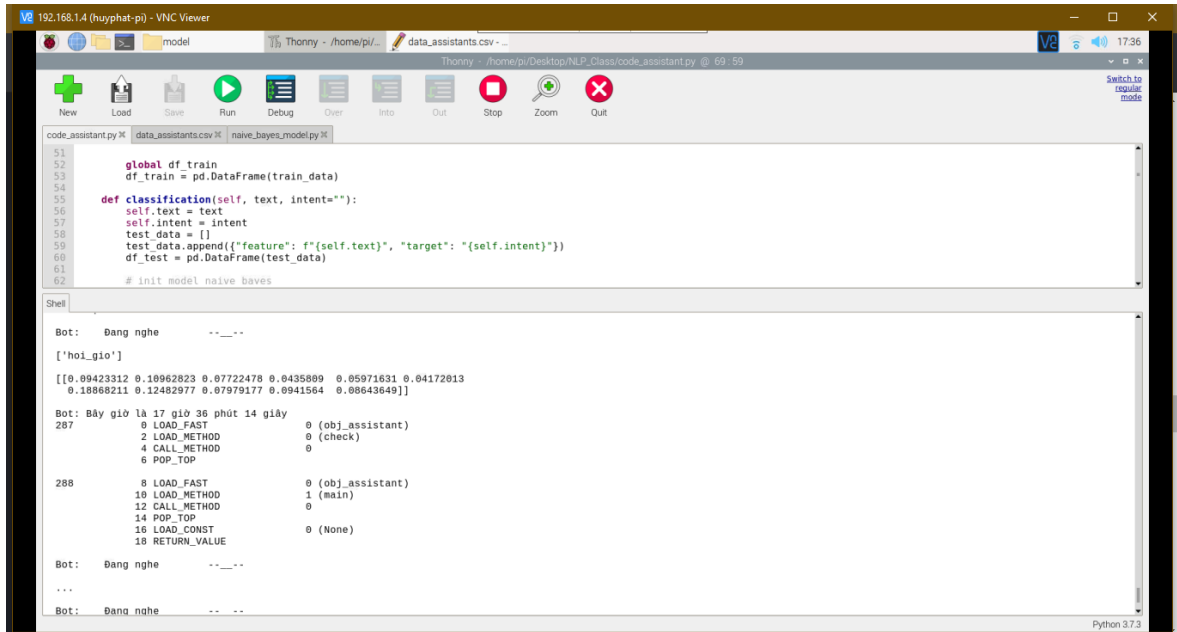 192.168.1.4 (huyphat-pi) - VNC Viewer
model
Thonny - /home/pi/...
data_assistants.csv - ...
17:36
Thonny - /home/pi/Desktop/NLP_Class/code_assistant.py @ 69 : 59
New
Load
Save
Run
Debug
Over
Into
Out
Stop
Zoom
Quit
Switch to
regular
mode
code_assistant.py
data_assistants.csv
naive_bayes_model.py
51
52 global df_train
53 df_train = pd.DataFrame(train_data)
54
55 def classification(self, text, intent=""):
56 self.text = text
57 self.intent = intent
58 test_data = []
59 test_data.append({"feature": f"{self.text}", "target": "{self.intent}"})
60 df_test = pd.DataFrame(test_data)
61
62 # init model naive bayes
Shell
Bot: Đang nghe --__--
['hoi_gio']
[[0.09423312 0.10962823 0.07722478 0.0435809 0.05971631 0.04172013
0.18868211 0.12482977 0.07979177 0.0941564 0.08643649]]
Bot: Bây giờ là 17 giờ 36 phút 14 giây
287 0 LOAD_FAST 0 (obj_assistant)
2 LOAD_METHOD 0 (check)
4 CALL_METHOD 0
6 POP_TOP
288 8 LOAD_FAST 0 (obj_assistant)
10 LOAD_METHOD 1 (main)
12 CALL_METHOD 0
14 POP_TOP
16 LOAD_CONST 0 (None)
18 RETURN_VALUE
Bot: Đang nghe --__--
...
Bot: Đang nghe -- --
Python 3.7.3